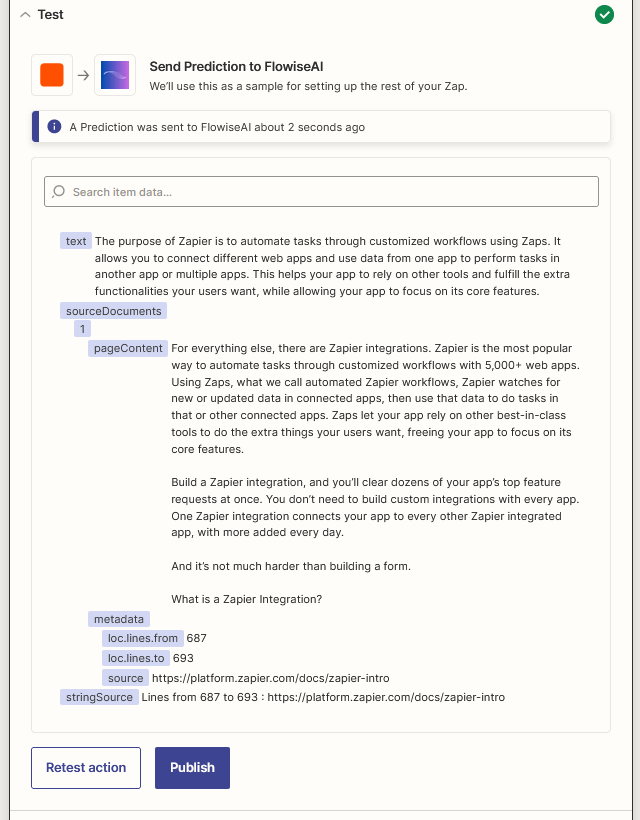 Test
Send Prediction to FlowiseAI
We’ll use this as a sample for setting up the rest of your Zap.
A Prediction was sent to FlowiseAI about 2 seconds ago
Search item data...
text The purpose of Zapier is to automate tasks through customized workflows using Zaps. It
allows you to connect different web apps and use data from one app to perform tasks in
another app or multiple apps. This helps your app to rely on other tools and fulfill the extra
functionalities your users want, while allowing your app to focus on its core features.
sourceDocuments
1
pageContent For everything else, there are Zapier integrations. Zapier is the most popular
way to automate tasks through customized workflows with 5,000+ web apps.
Using Zaps, what we call automated Zapier workflows, Zapier watches for
new or updated data in connected apps, then use that data to do tasks in
that or other connected apps. Zaps let your app rely on other best-in-class
tools to do the extra things your users want, freeing your app to focus on its
core features.
Build a Zapier integration, and you’ll clear dozens of your app’s top feature
requests at once. You don’t need to build custom integrations with every app.
One Zapier integration connects your app to every other Zapier integrated
app, with more added every day.
And it’s not much harder than building a form.
What is a Zapier Integration?
metadata
loc.lines.from 687
loc.lines.to 693
source https://platform.zapier.com/docs/zapier-intro
stringSource Lines from 687 to 693 : https://platform.zapier.com/docs/zapier-intro
Retest action Publish